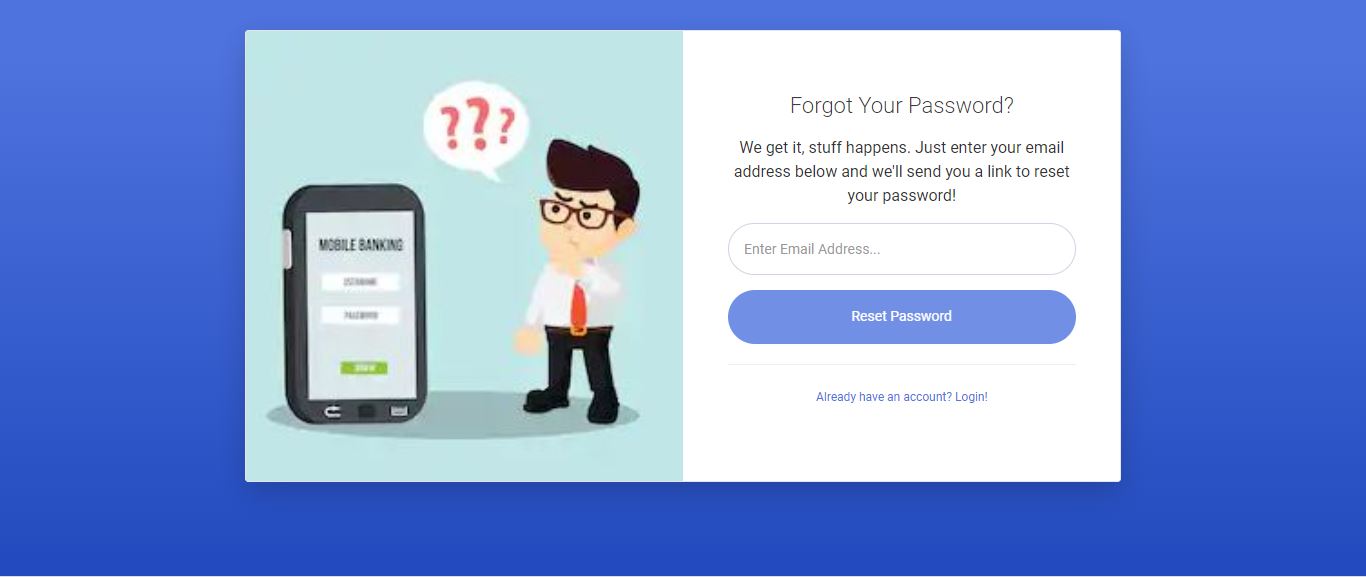 ???
MOBILE BANKING
USERNAME
PASSWORD
Forgot Your Password?
We get it, stuff happens. Just enter your email
address below and we'll send you a link to reset
your password!
Enter Email Address...
Reset Password
Already have an account? Login!